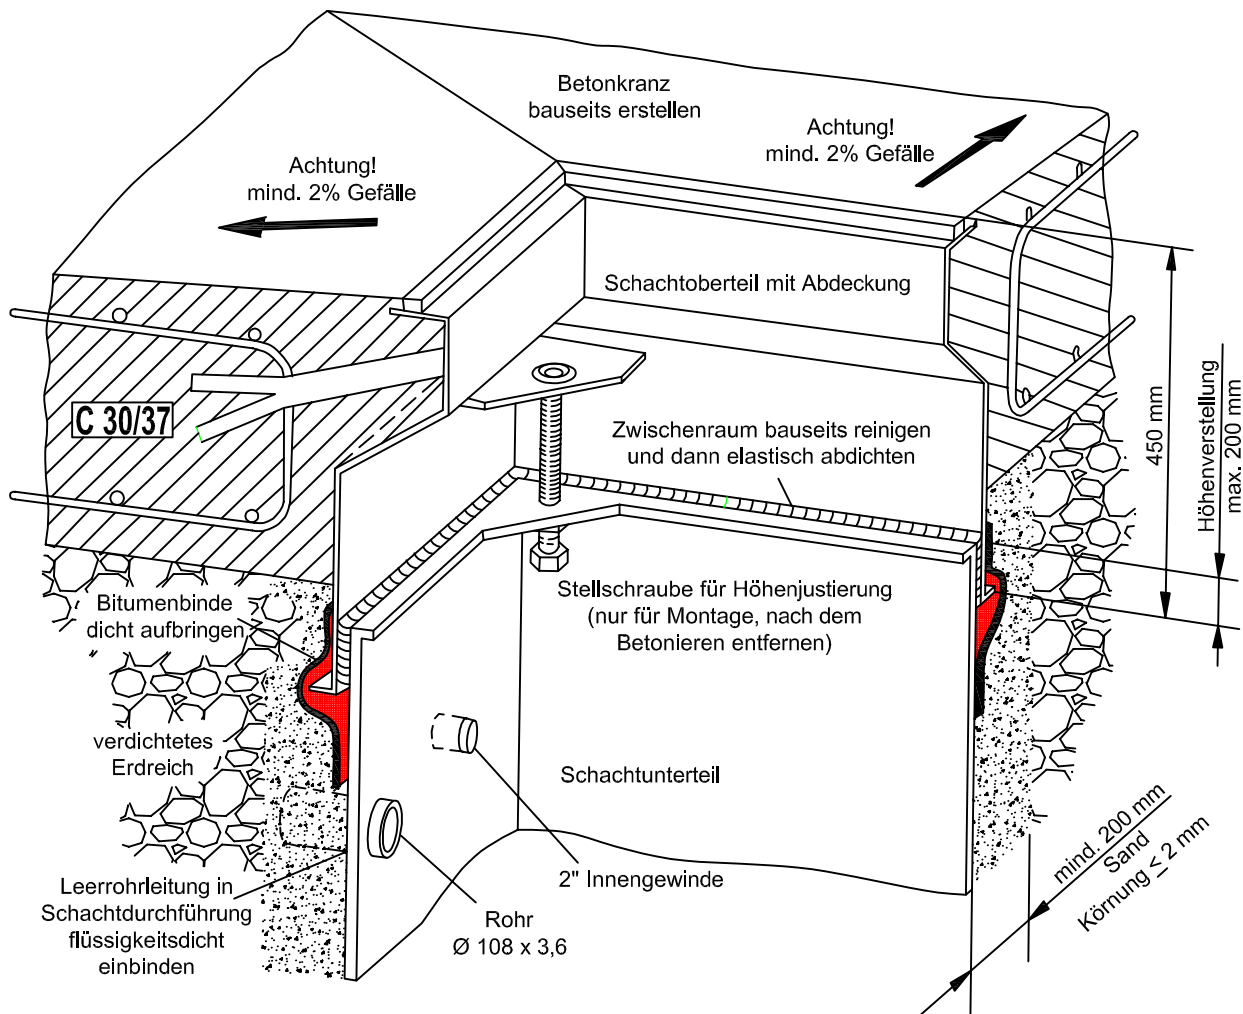 Betonkranz
bauseits erstellen
Achtung!
mind. 2% Gefälle
Achtung!
mind. 2% Gefälle
Schachtoberteil mit Abdeckung
C 30/37
450 mm
Höhenverstellung
max. 200 mm
Zwischenraum bauseits reinigen
und dann elastisch abdichten
Bitumenbinde
dicht aufbringen
Stellschraube für Höhenjustierung
(nur für Montage, nach dem
Betonieren entfernen)
verdichtetes
Erdreich
Schachtunterteil
mind. 200 mm
Sand
Körnung ≤ 2 mm
2" Innengewinde
Leerrohrleitung in
Schachtdurchführung
flüssigkeitsdicht
einbinden
Rohr
Ø 108 x 3,6